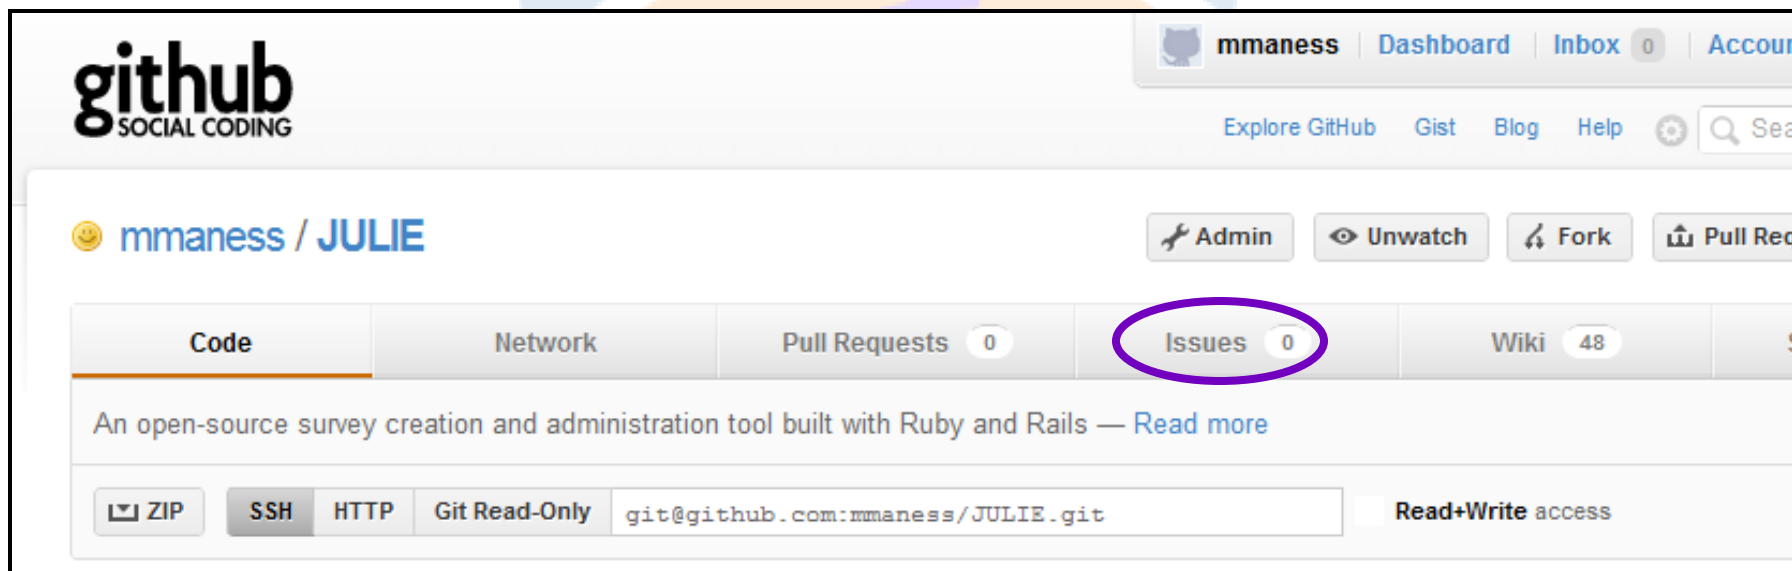 github
SOCIAL CODING
mmaness Dashboard Inbox 0
Explore GitHub Gist Blog Help
mmaness / JULIE
Admin Unwatch Fork Pull
Code Network Pull Requests 0 Issues 0 Wiki 48
An open-source survey creation and administration tool built with Ruby and Rails — Read more
ZIP SSH HTTP Git Read-Only git@github.com:mmaness/JULIE.git Read+Write access